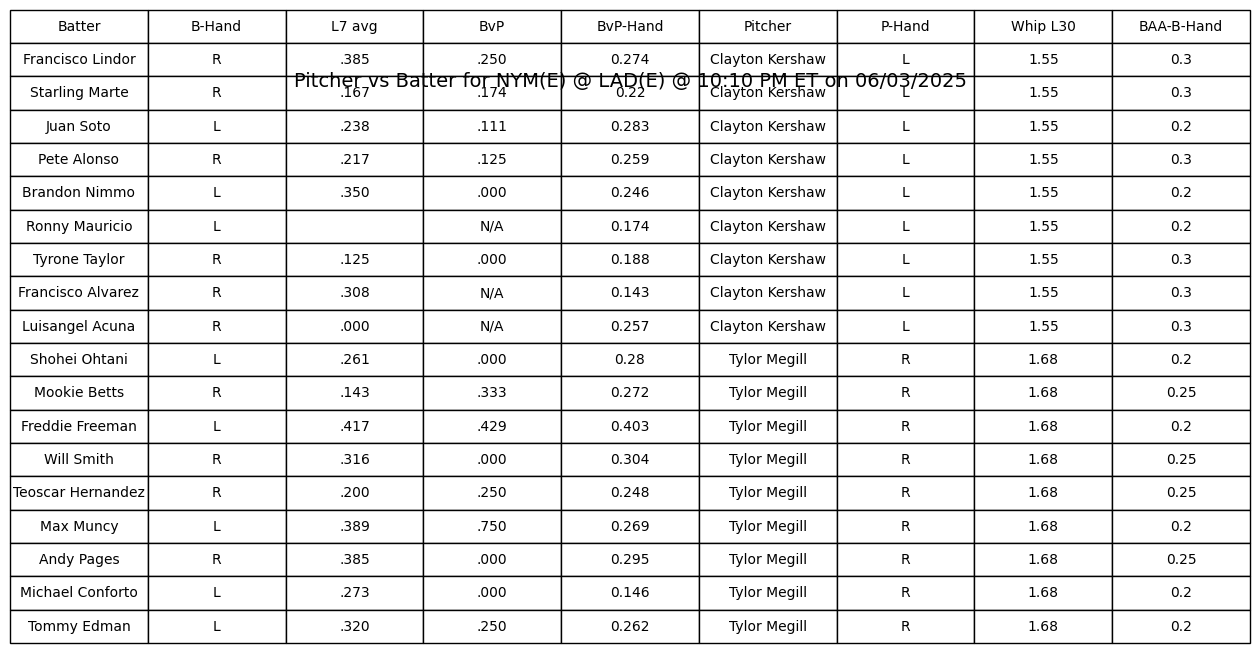 Batter B-Hand L7 avg BvP BvP-Hand Pitcher P-Hand Whip L30 BAA-B-Hand
Francisco Lindor R .385 .250 0.274 Clayton Kershaw L 1.55 0.3
Pitcher vs Batter for NYM(E) @ LAD(E) @ 10:10 PM ET on 06/03/2025
Starling Marte R .167 .174 0.22 Clayton Kershaw L 1.55 0.3
Juan Soto L .238 .111 0.283 Clayton Kershaw L 1.55 0.2
Pete Alonso R .217 .125 0.259 Clayton Kershaw L 1.55 0.3
Brandon Nimmo L .350 .000 0.246 Clayton Kershaw L 1.55 0.2
Ronny Mauricio L N/A 0.174 Clayton Kershaw L 1.55 0.2
Tyrone Taylor R .125 .000 0.188 Clayton Kershaw L 1.55 0.3
Francisco Alvarez R .308 N/A 0.143 Clayton Kershaw L 1.55 0.3
Luisangel Acuna R .000 N/A 0.257 Clayton Kershaw L 1.55 0.3
Shohei Ohtani L .261 .000 0.28 Tylor Megill R 1.68 0.2
Mookie Betts R .143 .333 0.272 Tylor Megill R 1.68 0.25
Freddie Freeman L .417 .429 0.403 Tylor Megill R 1.68 0.2
Will Smith R .316 .000 0.304 Tylor Megill R 1.68 0.25
Teoscar Hernandez R .200 .250 0.248 Tylor Megill R 1.68 0.25
Max Muncy L .389 .750 0.269 Tylor Megill R 1.68 0.2
Andy Pages R .385 .000 0.295 Tylor Megill R 1.68 0.25
Michael Conforto L .273 .000 0.146 Tylor Megill R 1.68 0.2
Tommy Edman L .320 .250 0.262 Tylor Megill R 1.68 0.2